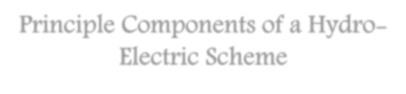 Principle Components of a Hydro-
Electric Scheme